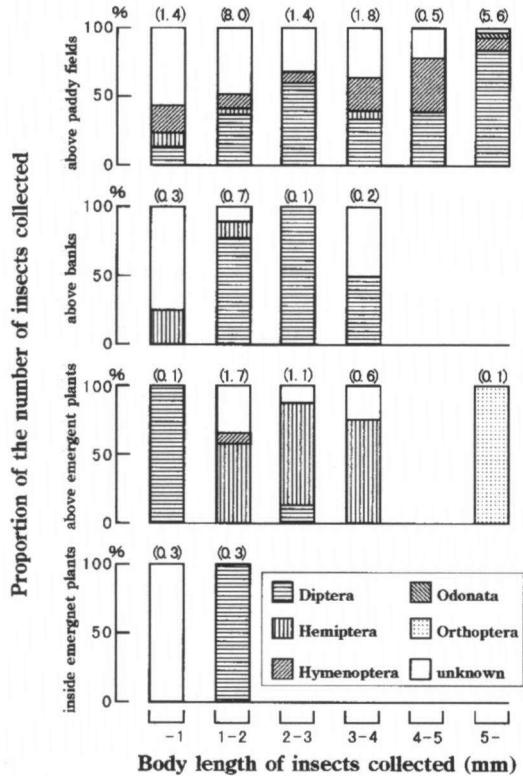 Proportion of the number of insects collected
above paddy fields
%
100
50
0
(1.4) (8.0) (1.4) (1.8) (0.5) (5.6)
above banks
%
100
50
0
(0.3) (0.7) (0.1) (0.2)
above emergent plants
%
100
50
0
(0.1) (1.7) (1.1) (0.6) (0.1)
inside emergnet plants
%
100
50
0
(0.3) (0.3)
Diptera Odonata
Hemiptera Orthoptera
Hymenoptera unknown
-1 1-2 2-3 3-4 4-5 5-
Body length of insects collected (mm)